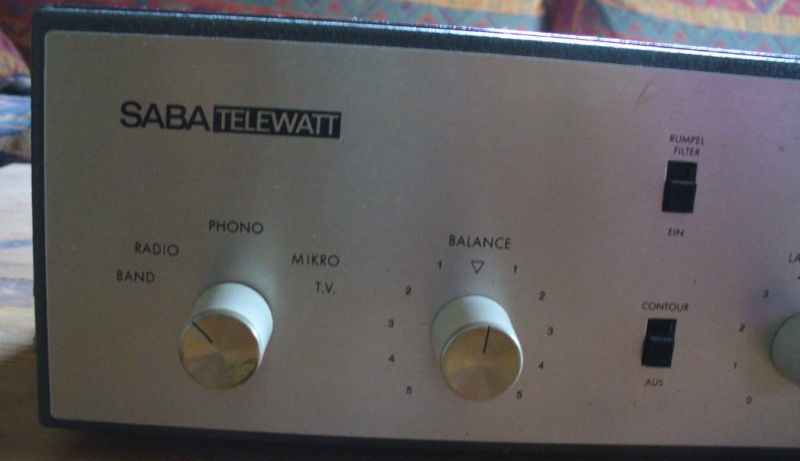 SABA TELEWATT
RUMPEL
FILTER
EIN
PHONO
RADIO
BAND
MIKRO
T.V.
BALANCE
1 1
2 2
3 3
4 4
5 5
CONTOUR
AUS
LA
3
2
1
0